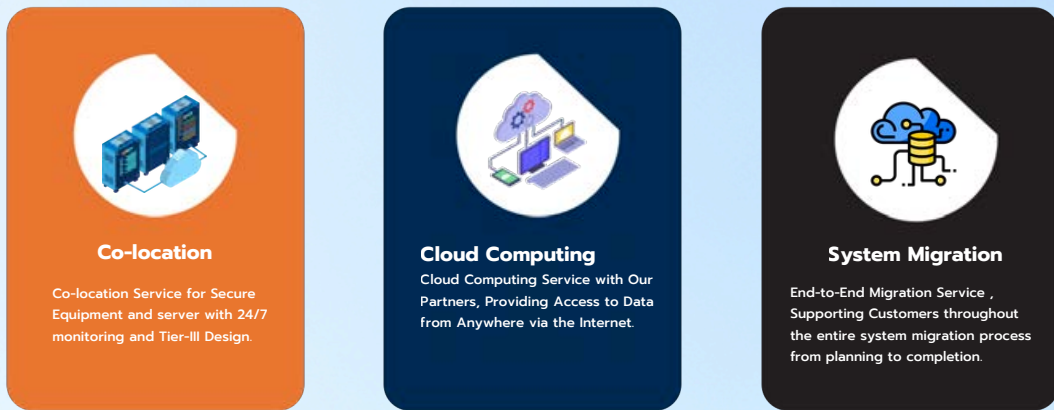 Co-location
Co-location Service for Secure
Equipment and server with 24/7
monitoring and Tier-III Design.
Cloud Computing
Cloud Computing Service with Our
Partners, Providing Access to Data
from Anywhere via the Internet.
System Migration
End-to-End Migration Service ,
Supporting Customers throughout
the entire system migration process
from planning to completion.